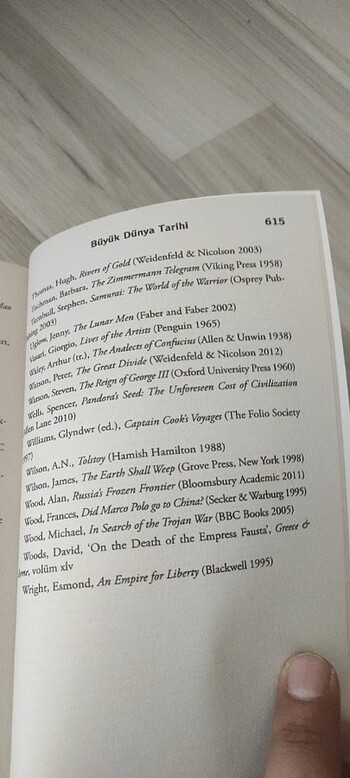 Büyük Dünya Tarihi 615
Thomas, Hugh, Rivers of Gold (Weidenfeld & Nicolson 2003)
Tuchman, Barbara, The Zimmermann Telegram (Viking Press 1958)
Turnbull, Stephen, Samurai: The World of the Warrior (Osprey Pub-
2003)
Uglow, Jenny, The Lunar Men (Faber and Faber 2002)
Vasari, Giorgio, Lives of the Artists (Penguin 1965)
Waley, Arthur (tr.), The Analects of Confucius (Allen & Unwin 1938)
Watson, Peter, The Great Divide (Weidenfeld & Nicolson 2012)
Watson, Steven, The Reign of George III (Oxford University Press 1960)
Wells, Spencer, Pandora's Seed: The Unforeseen Cost of Civilization
Lane 2010)
Williams, Glyndwr (ed.), Captain Cook's Voyages (The Folio Society
Wilson, A.N., Tolstoy (Hamish Hamilton 1988)
Wilson, James, The Earth Shall Weep (Grove Press, New York 1998)
Wood, Alan, Russia's Frozen Frontier (Bloomsbury Academic 2011)
Wood, Frances, Did Marco Polo go to China? (Secker & Warburg 1995)
Wood, Michael, In Search of the Trojan War (BBC Books 2005)
Woods, David, 'On the Death of the Empress Fausta', Greece &
volüm xlv
Wright, Esmond, An Empire for Liberty (Blackwell 1995)